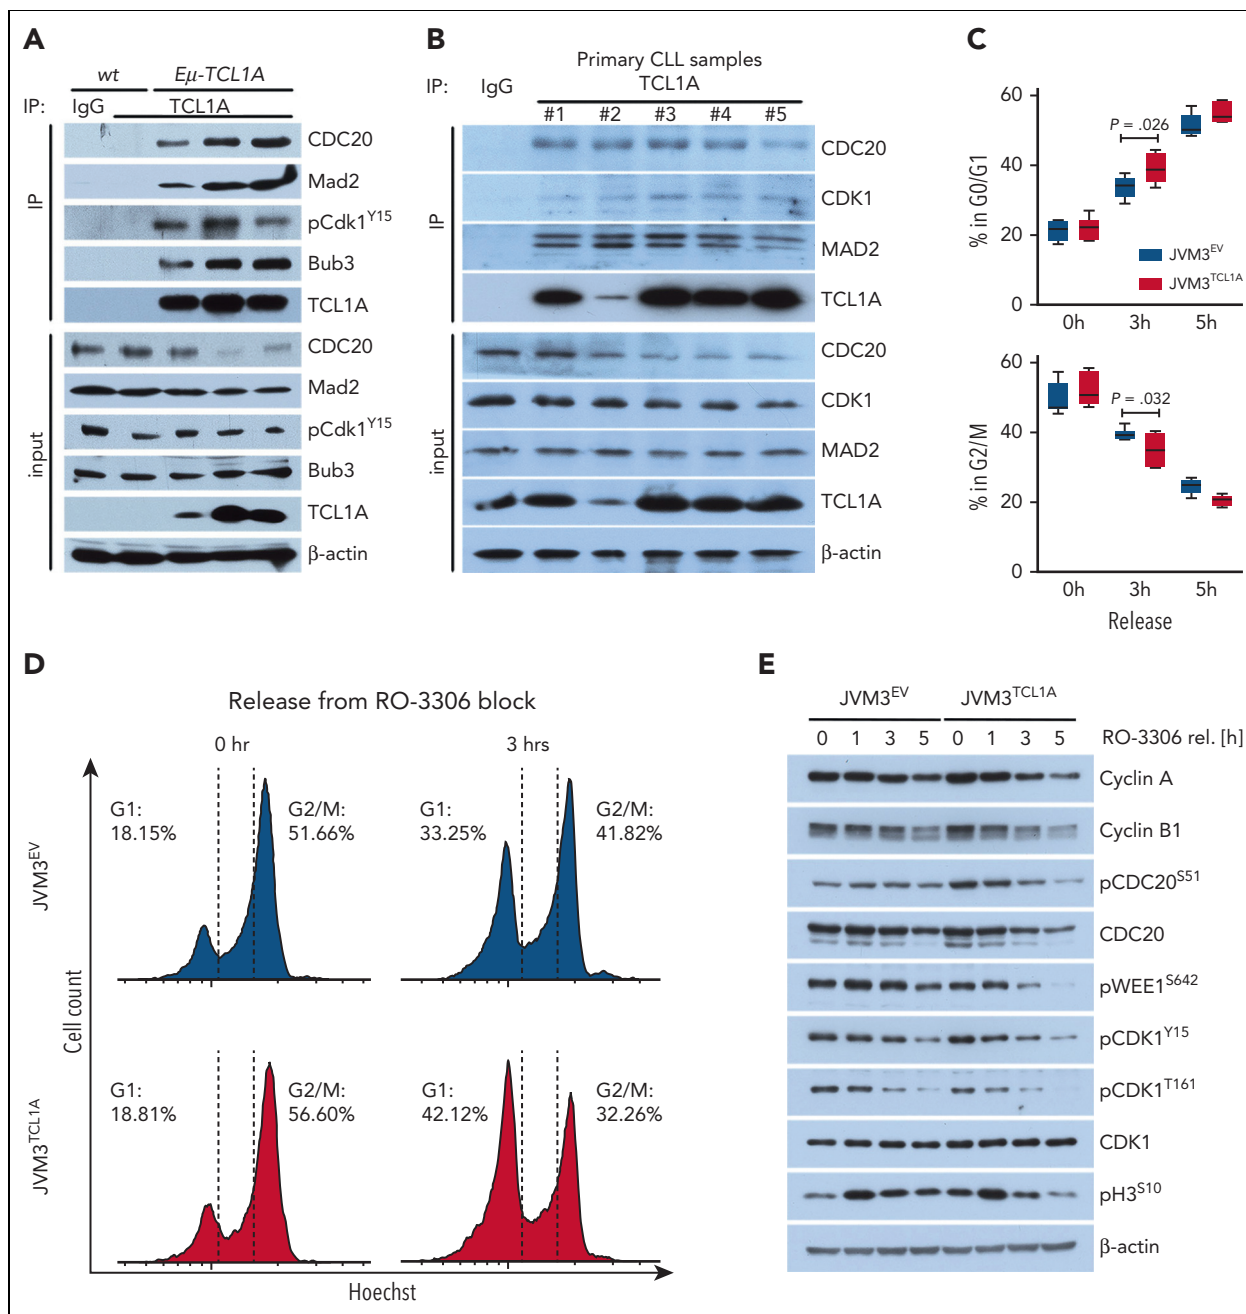 A
wt
Eμ-TCL1A
IP:
IgG
TCL1A
IP
CDC20
Mad2
pCdk1Y15
Bub3
TCL1A
input
CDC20
Mad2
pCdk1Y15
Bub3
TCL1A
β-actin
B
Primary CLL samples
IP:
IgG
TCL1A
#1 #2 #3 #4 #5
IP
CDC20
CDK1
MAD2
TCL1A
input
CDC20
CDK1
MAD2
TCL1A
β-actin
C
% in G0/G1
60
40
20
0
P = .026
JVM3EV
JVM3TCL1A
0h 3h 5h
% in G2/M
60
40
20
0
P = .032
0h 3h 5h
Release
D
Release from RO-3306 block
0 hr
3 hrs
JVM3EV
G1:
18.15%
G2/M:
51.66%
G1:
33.25%
G2/M:
41.82%
Cell count
JVM3TCL1A
G1:
18.81%
G2/M:
56.60%
G1:
42.12%
G2/M:
32.26%
Hoechst
E
JVM3EV JVM3TCL1A
0 1 3 5 0 1 3 5 RO-3306 rel. [h]
Cyclin A
Cyclin B1
pCDC20S51
CDC20
pWEE1S642
pCDK1Y15
pCDK1T161
CDK1
pH3S10
β-actin